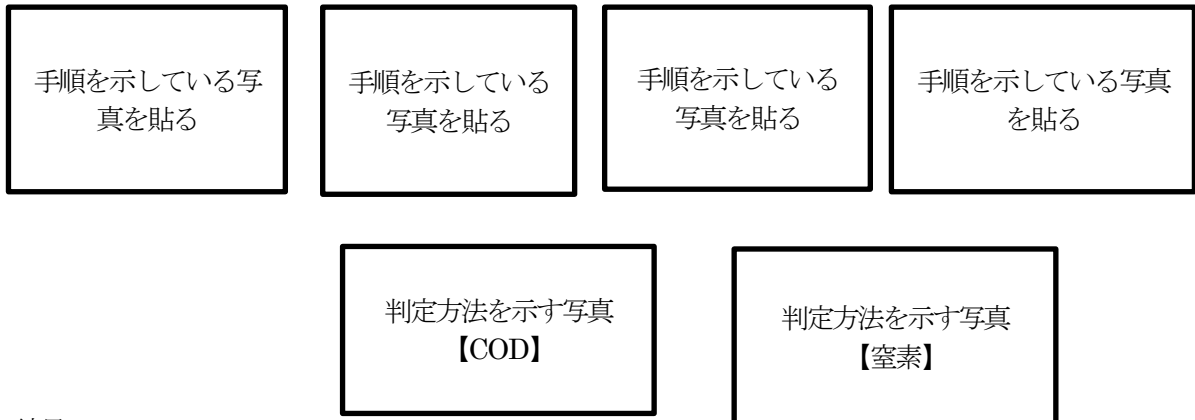 手順を示している写
真を貼る
手順を示している
写真を貼る
手順を示している
写真を貼る
手順を示している写真
を貼る
判定方法を示す写真
【COD】
判定方法を示す写真
【窒素】